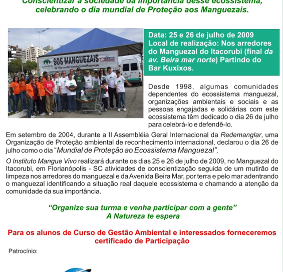 Conscientizar a sociedade da importância desse ecossistema,
celebrando o dia mundial de Proteção aos Manguezais.
SOS MANGUEZAIS
Data: 25 e 26 de julho de 2009
Local de realização: Nos arredores
do Manguezal do Itacorubi (final da
av. Beira mar norte) Partindo do
Bar Kuxixos.
Desde 1998, algumas comunidades
dependentes do ecossistema manguezal,
organizações ambientais e sociais e as
pessoas engajadas e solidárias com este
ecossistema têm dedicado o dia 26 de julho
para celebrá-lo e defendê-lo.
Em setembro de 2004, durante a II Assembléia Geral Internacional da Redemanglar, uma
Organização de Proteção ambiental de reconhecimento internacional, declarou o dia 26 de
julho como o dia "Mundial de Proteção ao Ecossistema Manguezal",
O Instituto Mangue Vivo realizará durante os dias 25 e 26 de julho de 2009, no Manguezal do
Itacorubi, em Florianópolis - SC atividades de conscientização seguida de um mutirão de
limpeza nos arredores do manguezal e da Avenida Beira Mar, por terra e pelo mar adentrando
o manguezal identificando a situação real daquele ecossistema e chamando a atenção da
comunidade da sua importância.
"Organize sua turma e venha participar com a gente"
A Natureza te espera
Para os alunos de Curso de Gestão Ambiental e interessados forneceremos
certificado de Participação
Patrocínio: